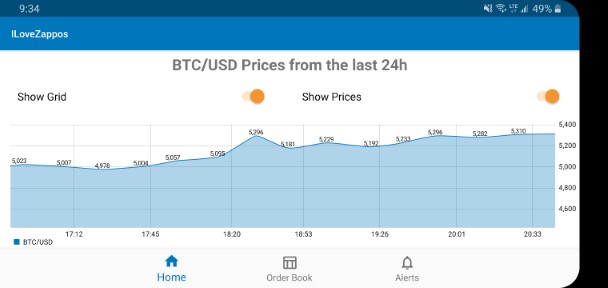 9:34 LTE 49%
ILoveZappos
BTC/USD Prices from the last 24h
Show Grid Show Prices
5,023 5,007 4,978 5,004 5,057 5,095 5,296 5,181 5,229 5,192 5,233 5,296 5,282 5,310
5,400
5,200
5,000
4,800
4,600
17:12 17:45 18:20 18:53 19:26 20:01 20:33
BTC/USD
Home Order Book Alerts